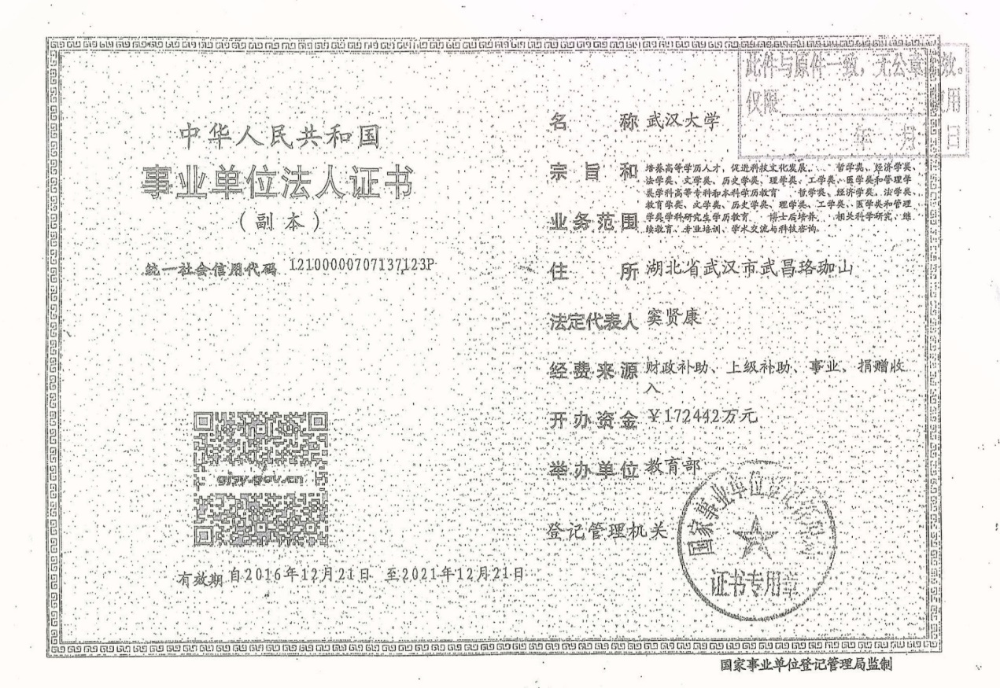 中华人民共和国
事业单位法人证书
(副本)
统一社会信用代码 12100000707137123P
gjsy.gov.cn
有效期 自2016年12月21日 至2021年12月21日
此件与原件一致，无公章无效。
仅限 使用
年 月 日
名称 武汉大学
宗旨和业务范围
培养高等学历人才，促进科技文化发展。 哲学类、经济学类、
法学类、文学类、历史学类、理学类、工学类、医学类和管理学
类学科高等专科和本科学历教育 哲学类、经济学类、法学类、
教育学类、文学类、历史学类、理学类、工学类、医学类和管理
学类学科研究生学历教育 博士后培养 相关科学研究、继
续教育、专业培训、学术交流与科技咨询。
住所 湖北省武汉市武昌珞珈山
法定代表人 窦贤康
经费来源 财政补助、上级补助、事业、捐赠收
入
开办资金 ￥172442万元
举办单位 教育部
登记管理机关
国家事业单位登记管理局
证书专用章
国家事业单位登记管理局监制